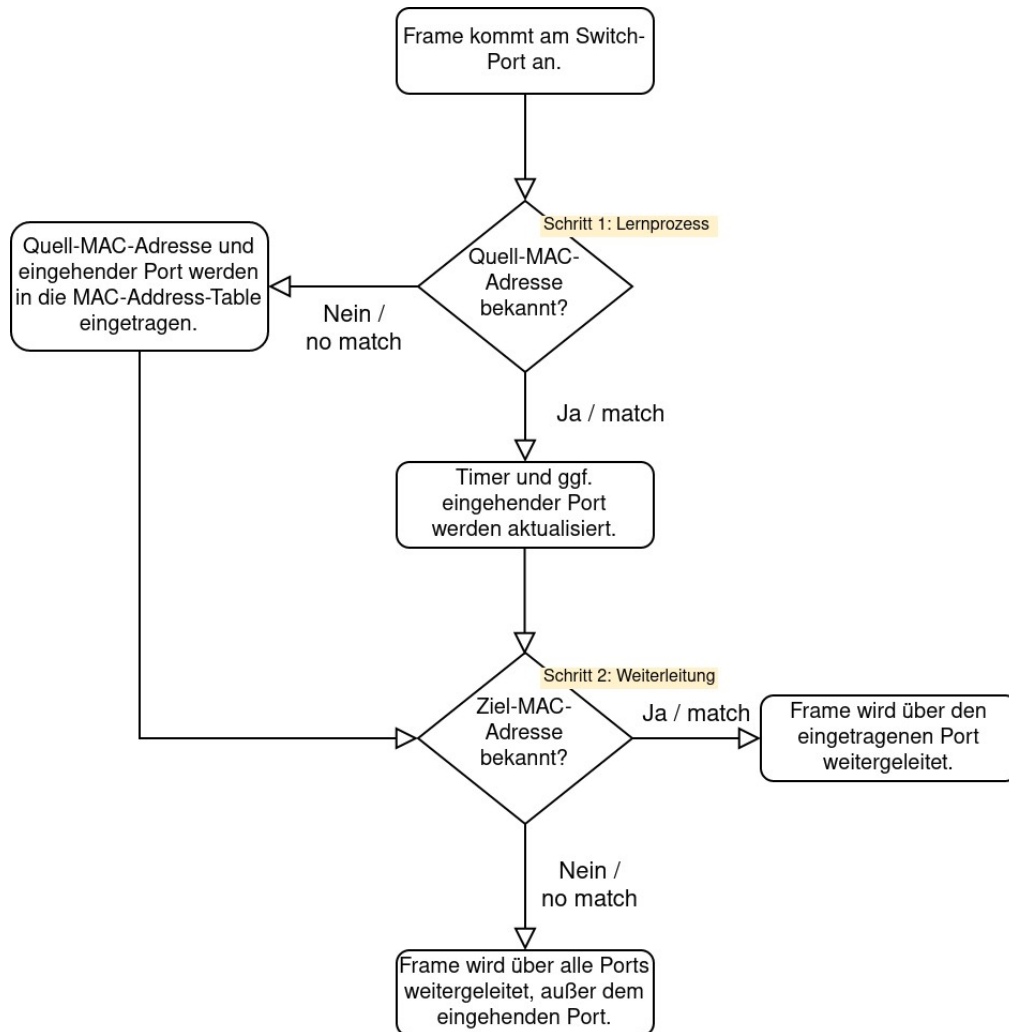 Frame kommt am Switch-
Port an.
Schritt 1: Lernprozess
Quell-MAC-
Adresse
bekannt?
Nein /
no match
Quell-MAC-Adresse und
eingehender Port werden
in die MAC-Address-Table
eingetragen.
Ja / match
Timer und ggf.
eingehender Port
werden aktualisiert.
Schritt 2: Weiterleitung
Ziel-MAC-
Adresse
bekannt?
Ja / match
Frame wird über den
eingetragenen Port
weitergeleitet.
Nein /
no match
Frame wird über alle Ports
weitergeleitet, außer dem
eingehenden Port.